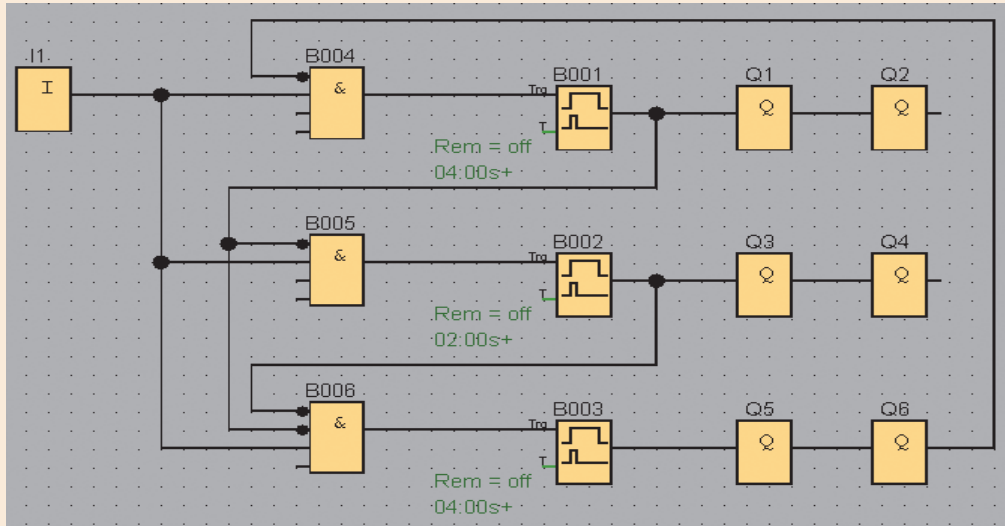 I1
I
B004
&
Trg
T
B001
Rem = off
04:00s+
Q1
Q
Q2
Q
B005
&
Trg
T
B002
Rem = off
02:00s+
Q3
Q
Q4
Q
B006
&
Trg
T
B003
Rem = off
04:00s+
Q5
Q
Q6
Q